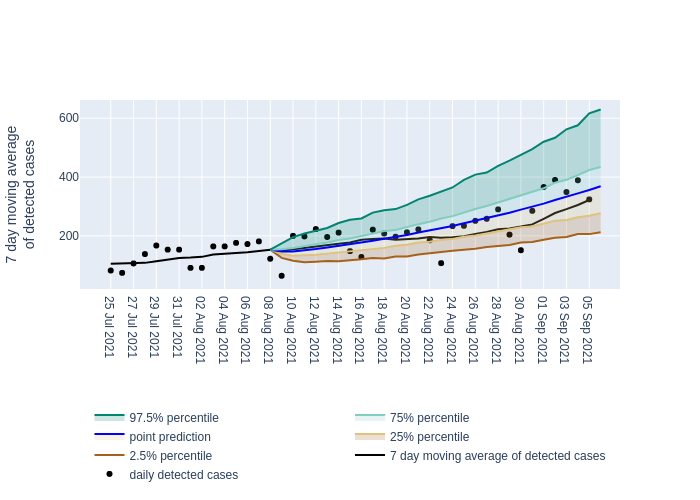 7 day moving average
of detected cases
600
400
200
25 Jul 2021
27 Jul 2021
29 Jul 2021
31 Jul 2021
02 Aug 2021
04 Aug 2021
06 Aug 2021
08 Aug 2021
10 Aug 2021
12 Aug 2021
14 Aug 2021
16 Aug 2021
18 Aug 2021
20 Aug 2021
22 Aug 2021
24 Aug 2021
26 Aug 2021
28 Aug 2021
30 Aug 2021
01 Sep 2021
03 Sep 2021
05 Sep 2021
97.5% percentile
75% percentile
point prediction
25% percentile
2.5% percentile
7 day moving average of detected cases
daily detected cases